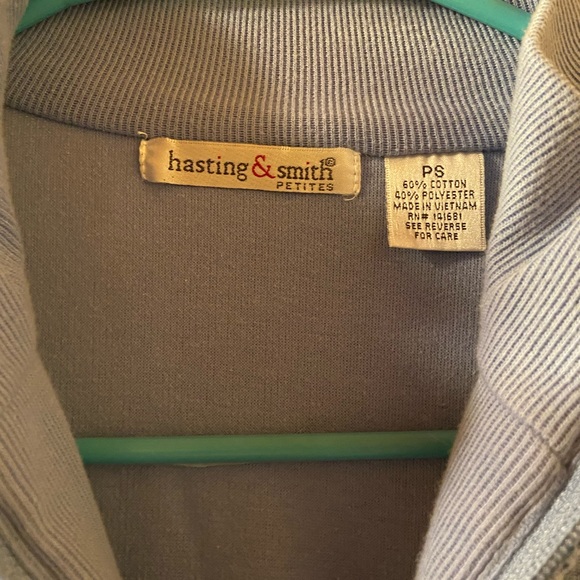 hasting & smith®
PETITES
PS
60% COTTON
40% POLYESTER
MADE IN VIETNAM
RN# 141681
SEE REVERSE
FOR CARE